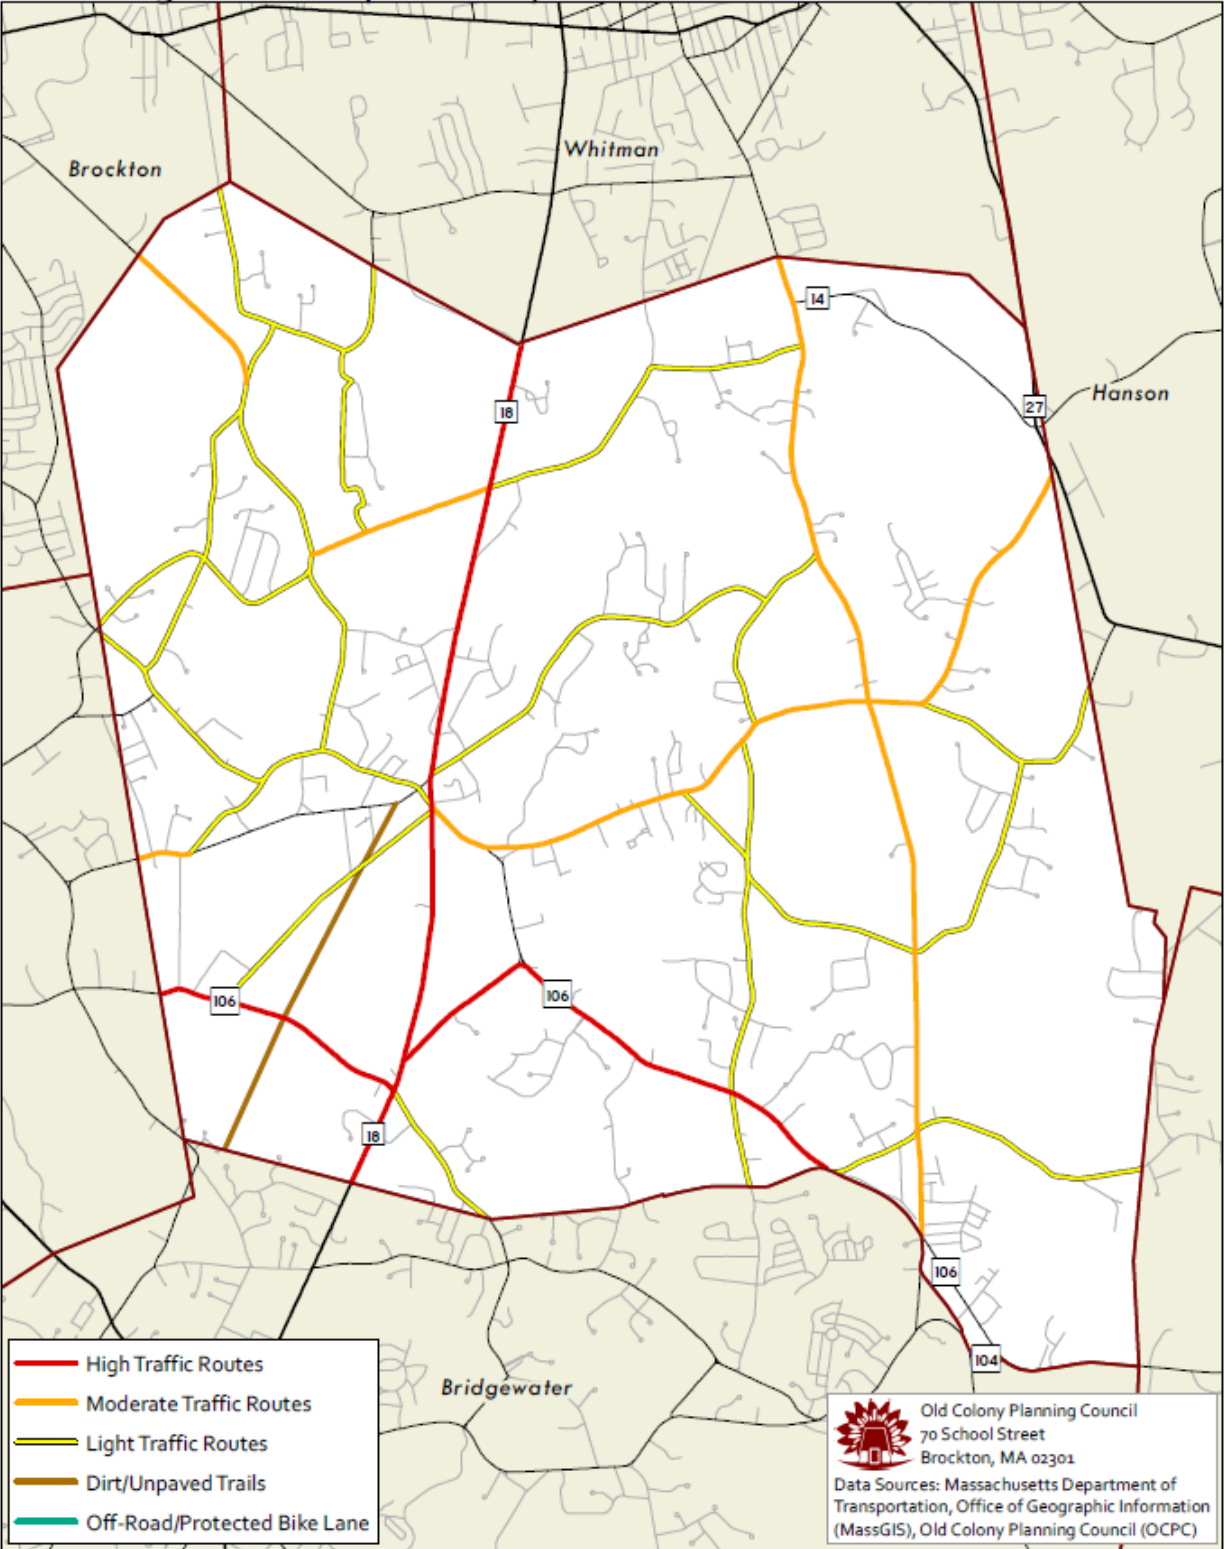 Brockton
Whitman
14
Hanson
27
18
106
106
18
106
104
Bridgewater
High Traffic Routes
Moderate Traffic Routes
Light Traffic Routes
Dirt/Unpaved Trails
Off-Road/Protected Bike Lane
Old Colony Planning Council
70 School Street
Brockton, MA 02301
Data Sources: Massachusetts Department of
Transportation, Office of Geographic Information
(MassGIS), Old Colony Planning Council (OCPC)